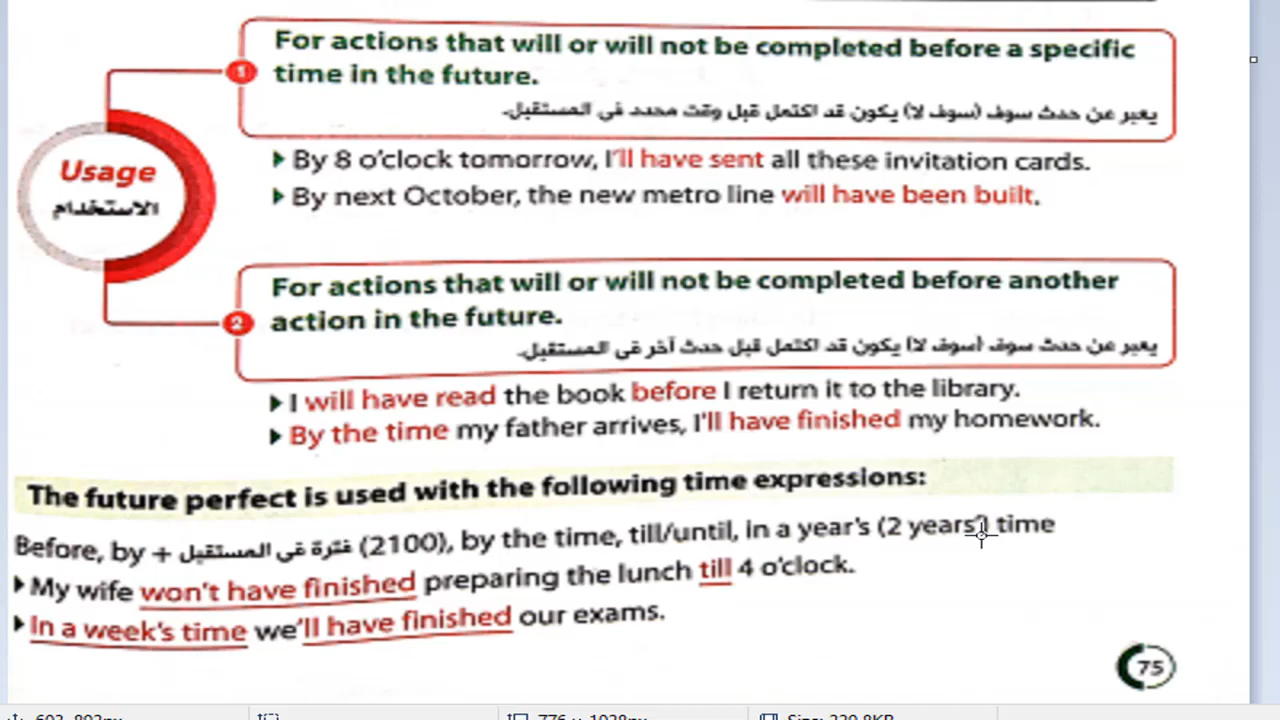 For actions that will or will not be completed before a specific
time in the future.
يعبر عن حدث سوف (سوف لا) يكون قد اكتمل قبل وقت محدد فى المستقبل.
Usage
الاستخدام
By 8 o'clock tomorrow, I'll have sent all these invitation cards.
By next October, the new metro line will have been built.
For actions that will or will not be completed before another
action in the future.
يعبر عن حدث سوف (سوف لا) يكون قد اكتمل قبل حدث آخر فى المستقبل.
I will have read the book before I return it to the library.
By the time my father arrives, I'll have finished my homework.
The future perfect is used with the following time expressions:
Before, by + فترة فى المستقبل (2100), by the time, till/until, in a year's (2 years') time
My wife won't have finished preparing the lunch till 4 o'clock.
In a week's time we'll have finished our exams.
75